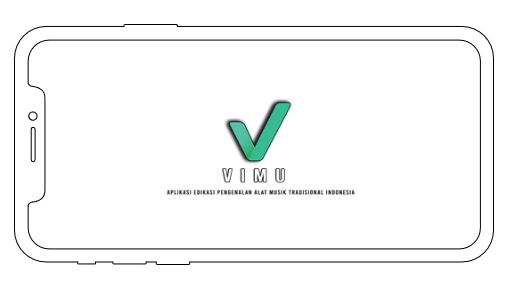 VIMU
APLIKASI EDIKASI PENGENALAN ALAT MUSIK TRADISIONAL INDONESIA